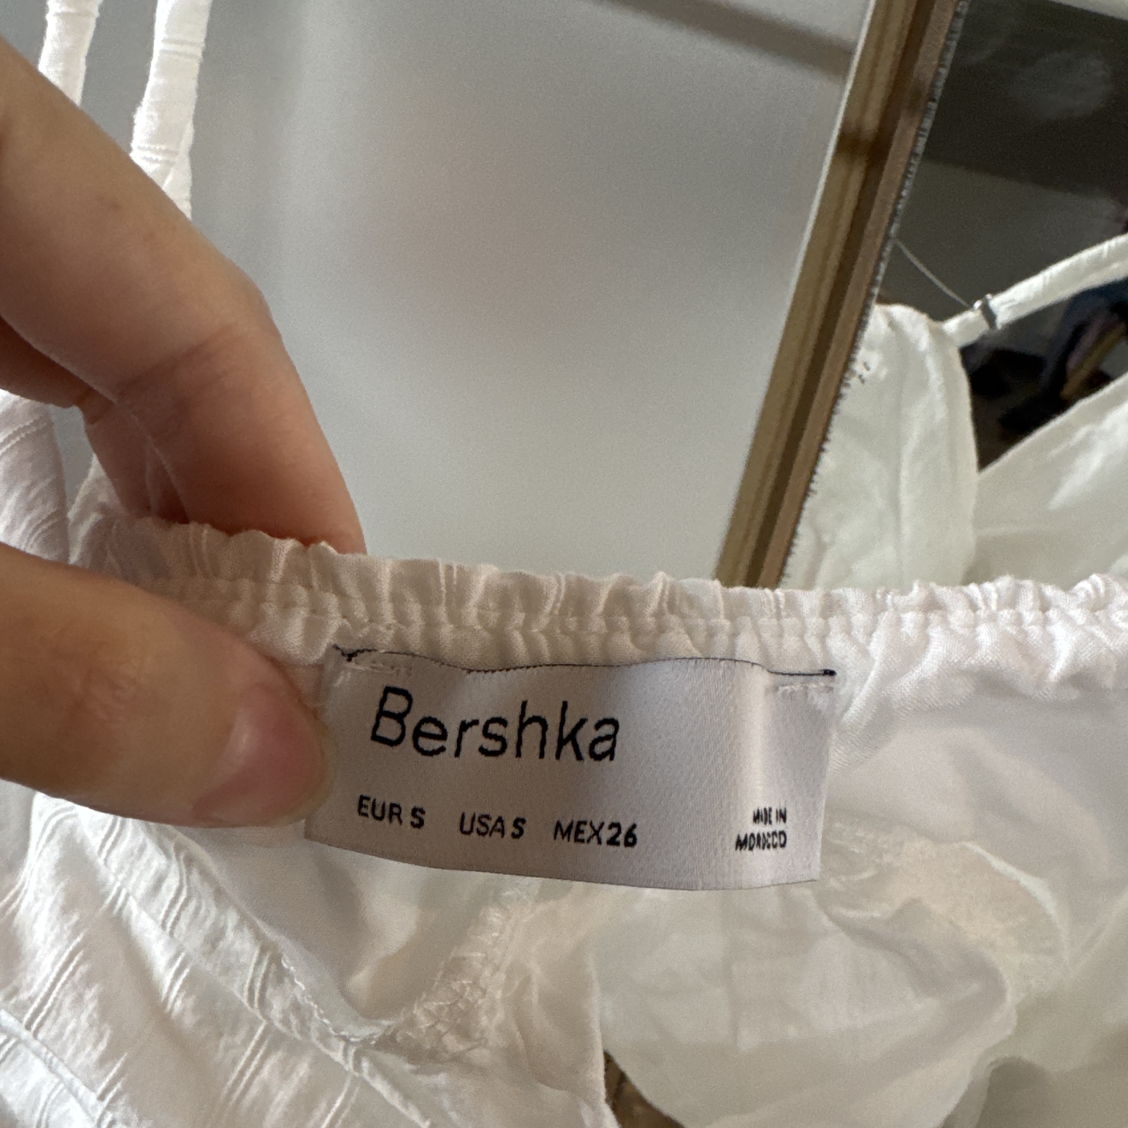 Bershka
EUR S USA S MEX 26
MADE IN
MOROCCO